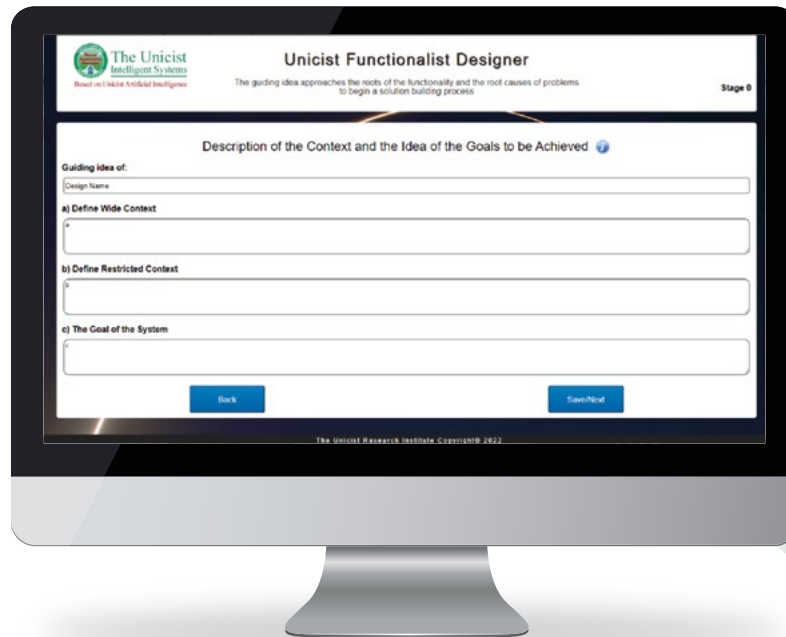 The Unicist
Intelligent Systems
Based on Unicist Artificial Intelligence
Unicist Functionalist Designer
The guiding idea approaches the roots of the functionality and the root causes of problems
to begin a solution building process
Stage 0
Description of the Context and the Idea of the Goals to be Achieved
Guiding idea of:
Design Name
a) Define Wide Context
a
b) Define Restricted Context
b
c) The Goal of the System
c
Back
Save/Next
The Unicist Research Institute Copyright© 2022